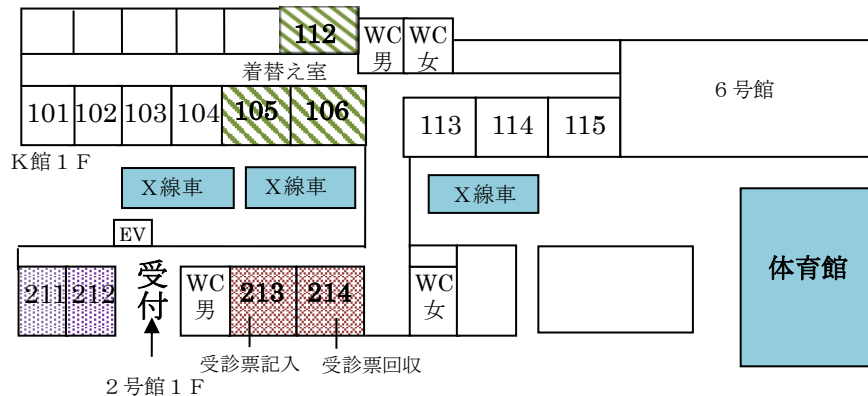 112
WC
男
WC
女
着替え室
6号館
101 102 103 104 105 106
113 114 115
K館1F
X線車 X線車 X線車
EV
体育館
211 212
受付
WC
男
213 214
WC
女
受診票記入 受診票回収
2号館1F